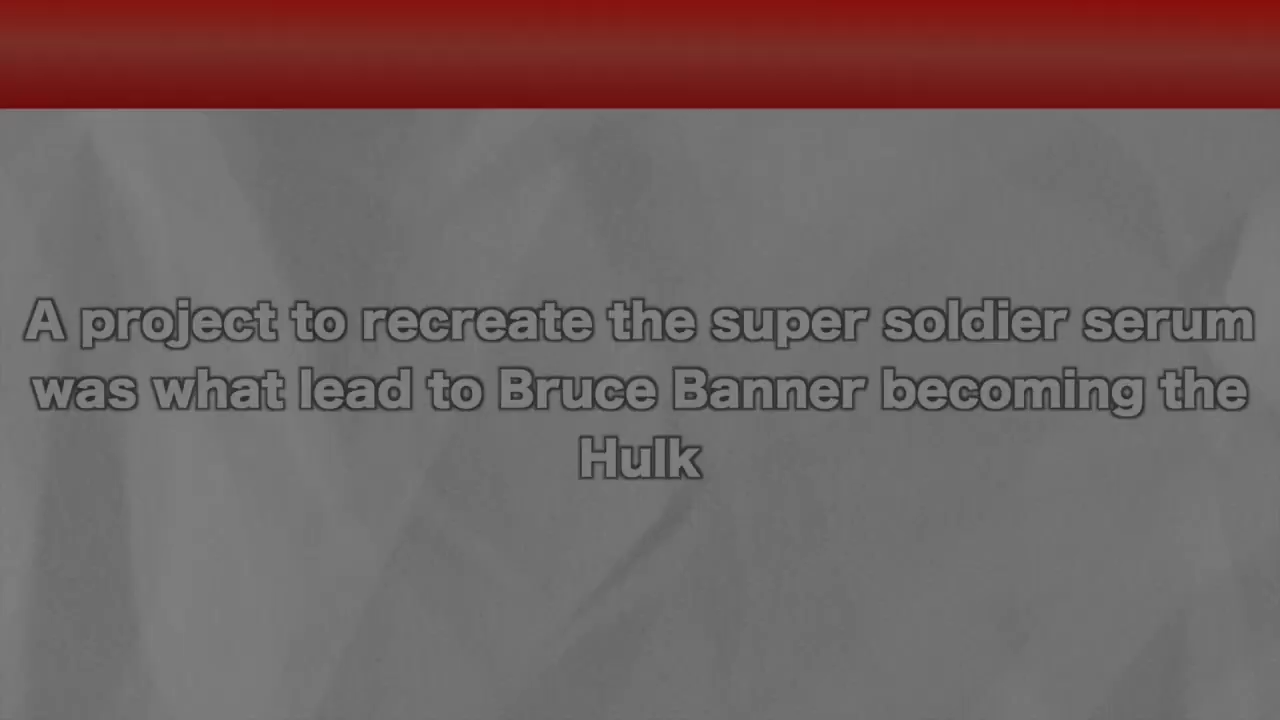 A project to recreate the super soldier serum
was what lead to Bruce Banner becoming the
Hulk